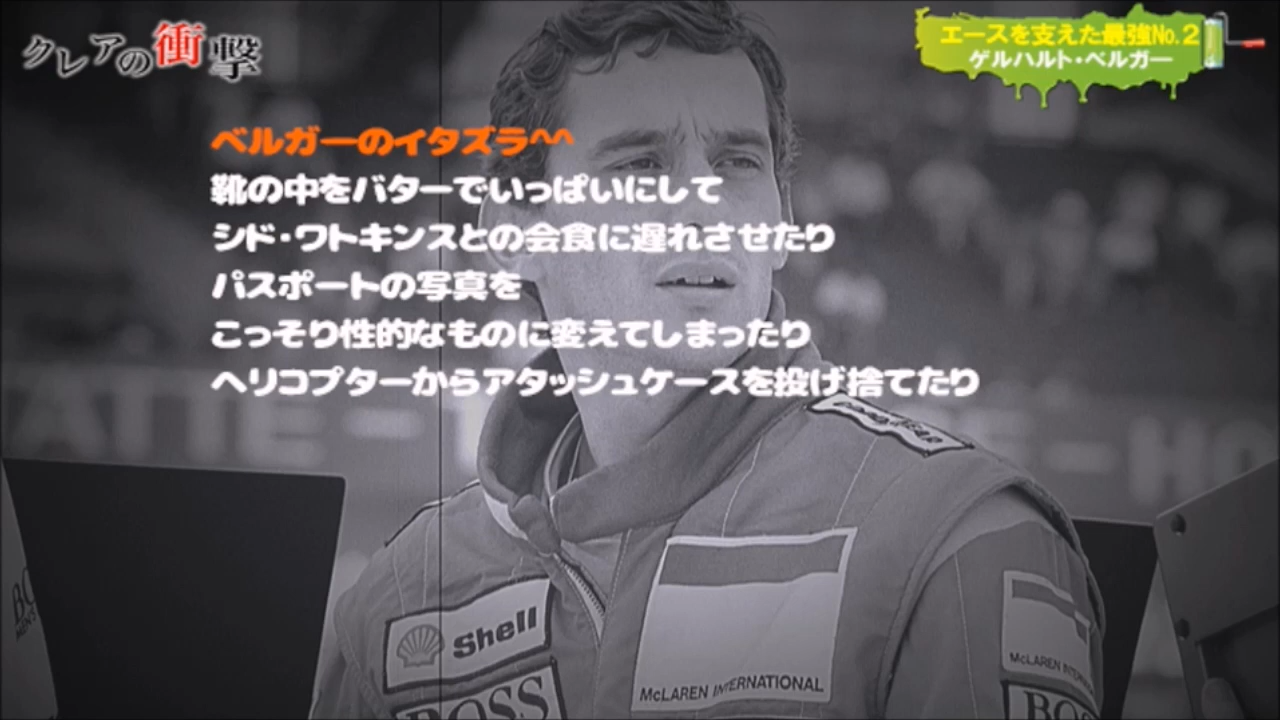 クレアの衝撃
エースを支えた最強No.2
ゲルハルト・ベルガー
ベルガーのイタズラ^^
靴の中をバターでいっぱいにして
シド・ワトキンスとの会食に遅れさせたり
パスポートの写真を
こっそり性的なものに変えてしまったり
ヘリコプターからアタッシュケースを投げ捨てたり
Shell
BOSS
McLAREN INTERNATIONAL